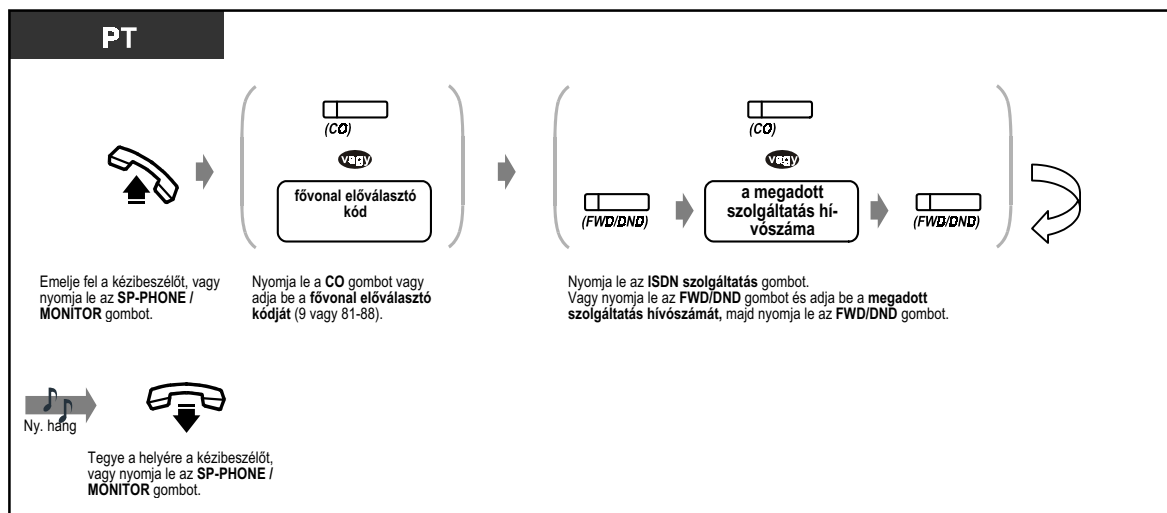 PT
(CO)
vagy
fővonal előválasztó
kód
(CO)
vagy
(FWD/DND)
a megadott
szolgáltatás hí-
vószáma
(FWD/DND)
Emelje fel a kézibeszélőt, vagy
nyomja le az SP-PHONE /
MONITOR gombot.
Nyomja le a CO gombot vagy
adja be a fővonal előválasztó
kódját (9 vagy 81-88).
Nyomja le az ISDN szolgáltatás gombot.
Vagy nyomja le az FWD/DND gombot és adja be a megadott
szolgáltatás hívószámát, majd nyomja le az FWD/DND gombot.
Ny. hang
Tegye a helyére a kézibeszélőt,
vagy nyomja le az SP-PHONE /
MONITOR gombot.